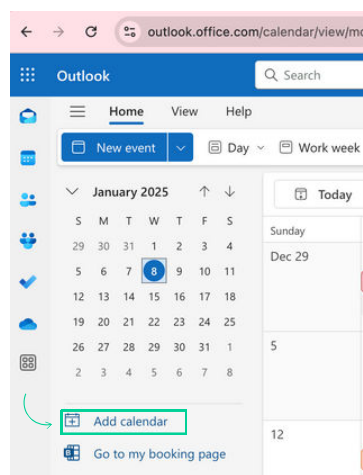 outlook.office.com/calendar/view/mo
Outlook
Search
Home View Help
New event Day Work week
January 2025
Today
S M T W T F S
Sunday
29 30 31 1 2 3 4
Dec 29
5 6 7 8 9 10 11
12 13 14 15 16 17 18
19 20 21 22 23 24 25
26 27 28 29 30 31 1
5
2 3 4 5 6 7 8
Add calendar
12
Go to my booking page